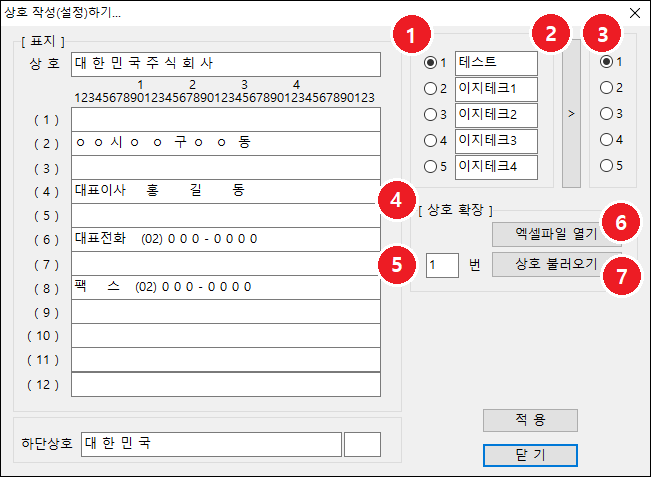 상호 작성(설정)하기...
[ 표지 ]
상 호 대 한 민 국 주 식 회 사
1 2 3 4
12345678901234567890123456789012345678901234567890123
( 1 )
( 2 ) ㅇ ㅇ 시 ㅇ ㅇ 구 ㅇ ㅇ 동
( 3 )
( 4 ) 대표이사 홍 길 동
( 5 )
( 6 ) 대표전화 (02) 0 0 0 - 0 0 0 0
( 7 )
( 8 ) 팩 스 (02) 0 0 0 - 0 0 0 0
( 9 )
( 10 )
( 11 )
( 12 )
하단상호 대 한 민 국
1 2 3
1 테스트
2 이지테크1
3 이지테크2
4 이지테크3
5 이지테크4
>
1
2
3
4
5
4
[ 상호 확장 ]
엑셀파일 열기 6
5 1 번 상호 불러오기 7
적 용
닫 기